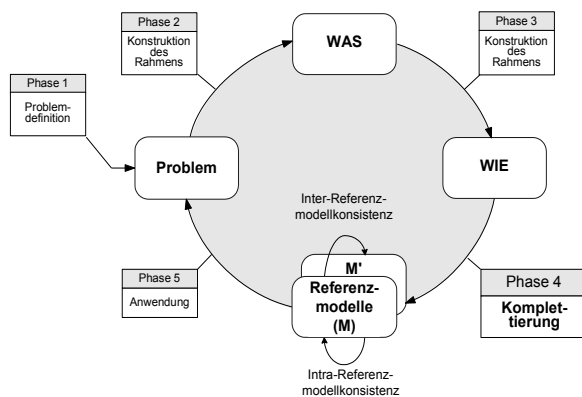 Phase 1
Problem-
definition
Phase 2
Konstruktion
des
Rahmens
WAS
Phase 3
Konstruktion
des
Rahmens
Problem
WIE
Inter-Referenz-
modellkonsistenz
M'
Referenz-
modelle
(M)
Intra-Referenz-
modellkonsistenz
Phase 4
Komplet-
tierung
Phase 5
Anwendung